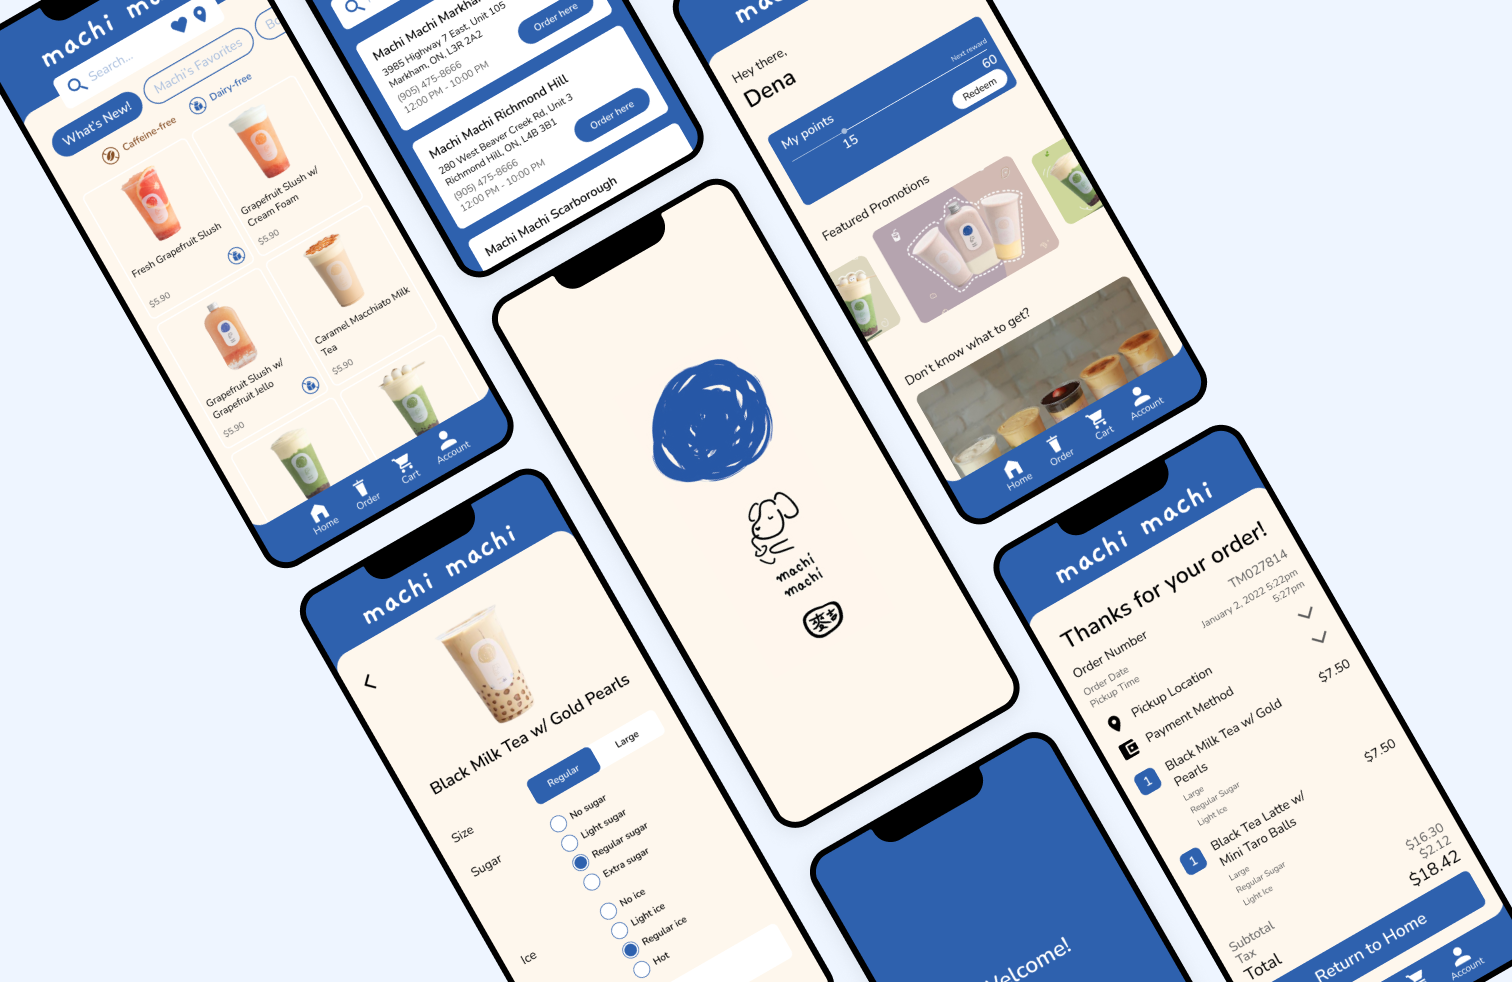 machi
Search...
What's New!
Machi's Favorites
Caffeine-free
Dairy-free
Fresh Grapefruit Slush
$5.90
Grapefruit Slush w/
Cream Foam
$5.90
Grapefruit Slush w/
Grapefruit Jello
$5.90
Caramel Macchiato Milk
Tea
$5.90
Home
Order
Cart
Account
Machi Machi Markham
3985 Highway 7 East, Unit 105
Markham, ON, L3R 2A2
(905) 475-8666
12:00 PM - 10:00 PM
Order here
Machi Machi Richmond Hill
280 West Beaver Creek Rd, Unit 3
Richmond Hill, ON, L4B 3B1
(905) 475-8666
12:00 PM - 10:00 PM
Order here
Machi Machi Scarborough
Hey there,
Dena
My points
15
Next reward
60
Redeem
Featured Promotions
Don't know what to get?
Home
Order
Cart
Account
machi
machi
麥吉
machi machi
Black Milk Tea w/ Gold Pearls
Size
Regular
Large
Sugar
No sugar
Light sugar
Regular sugar
Extra sugar
Ice
No ice
Light ice
Regular ice
Hot
Welcome!
machi machi
Thanks for your order!
Order Number
TM027814
Order Date
January 2, 2022 5:22pm
Pickup Time
5:27pm
Pickup Location
Payment Method
1
Black Milk Tea w/ Gold
Pearls
$7.50
Large
Regular Sugar
Light Ice
1
Black Tea Latte w/
Mini Taro Balls
$7.50
Large
Regular Sugar
Light Ice
Subtotal
$16.30
Tax
$2.12
Total
$18.42
Return to Home
Account